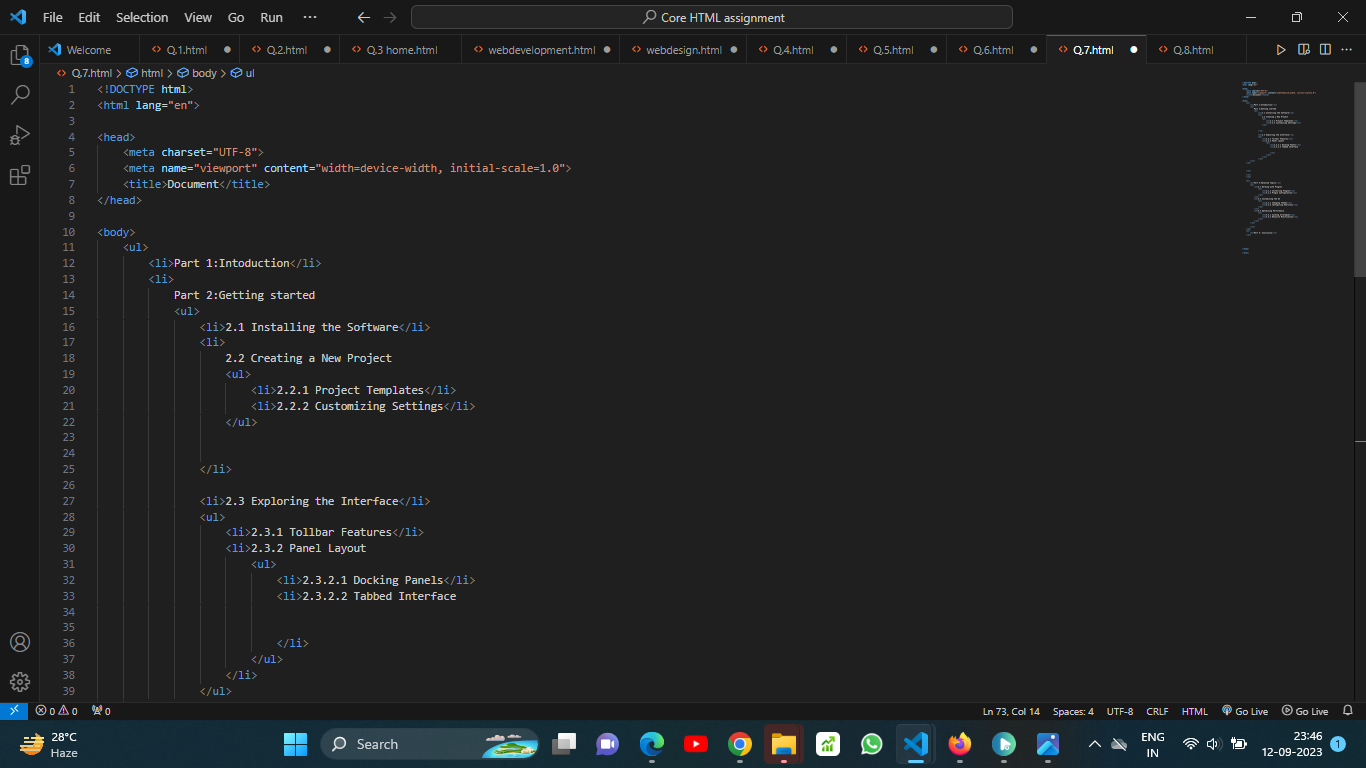 File Edit Selection View Go Run ··· Core HTML assignment
8
Welcome Q.1.html Q.2.html Q.3 home.html webdevelopment.html webdesign.html Q.4.html Q.5.html Q.6.html Q.7.html Q.8.html
Q.7.html > html > body > ul
1 <!DOCTYPE html>
2 <html lang="en">
3
4 <head>
5 <meta charset="UTF-8">
6 <meta name="viewport" content="width=device-width, initial-scale=1.0">
7 <title>Document</title>
8 </head>
9
10 <body>
11 <ul>
12 <li>Part 1:Intoduction</li>
13 <li>
14 Part 2:Getting started
15 <ul>
16 <li>2.1 Installing the Software</li>
17 <li>
18 2.2 Creating a New Project
19 <ul>
20 <li>2.2.1 Project Templates</li>
21 <li>2.2.2 Customizing Settings</li>
22 </ul>
23
24
25 </li>
26
27 <li>2.3 Exploring the Interface</li>
28 <ul>
29 <li>2.3.1 Tollbar Features</li>
30 <li>2.3.2 Panel Layout
31 <ul>
32 <li>2.3.2.1 Docking Panels</li>
33 <li>2.3.2.2 Tabbed Interface
34
35
36 </li>
37 </ul>
38 </li>
39 </ul>
0 0 0 Ln 73, Col 14 Spaces: 4 UTF-8 CRLF HTML Go Live Go Live
28°C
Haze
Search
ENG
IN
23:46
12-09-2023
1